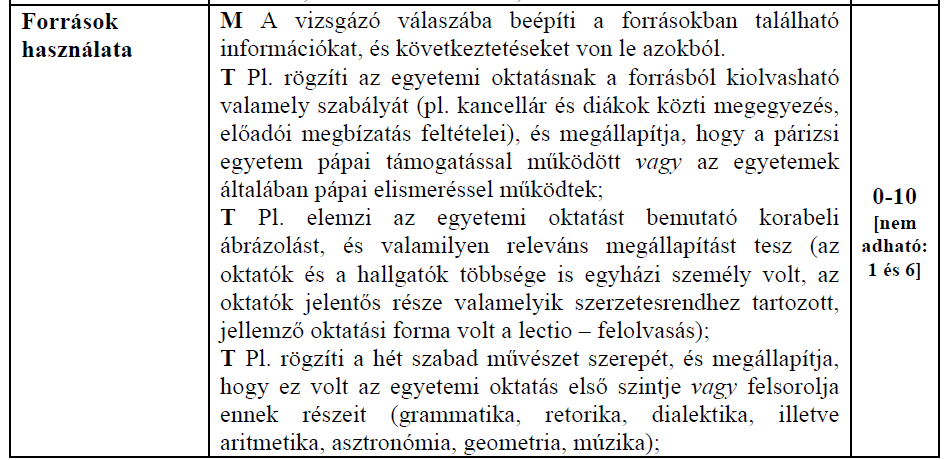 Források
használata
M A vizsgázó válaszába beépíti a forrásokban található
információkat, és következtetéseket von le azokból.
T Pl. rögzíti az egyetemi oktatásnak a forrásból kiolvasható
valamely szabályát (pl. kancellár és diákok közti megegyezés,
előadói megbízatás feltételei), és megállapítja, hogy a párizsi
egyetem pápai támogatással működött vagy az egyetemek
általában pápai elismeréssel működtek;
T Pl. elemzi az egyetemi oktatást bemutató korabeli
ábrázolást, és valamilyen releváns megállapítást tesz (az
oktatók és a hallgatók többsége is egyházi személy volt, az
oktatók jelentős része valamelyik szerzetesrendhez tartozott,
jellemző oktatási forma volt a lectio – felolvasás);
T Pl. rögzíti a hét szabad művészet szerepét, és megállapítja,
hogy ez volt az egyetemi oktatás első szintje vagy felsorolja
ennek részeit (grammatika, retorika, dialektika, illetve
aritmetika, asztronómia, geometria, múzika);
0-10
[nem
adható:
1 és 6]